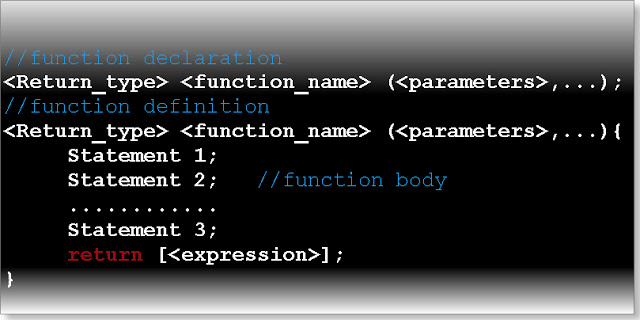 //function declaration
<Return_type> <function_name> (<parameters>,...);
//function definition
<Return_type> <function_name> (<parameters>,...){
Statement 1;
Statement 2; //function body
............
Statement 3;
return [<expression>];
}